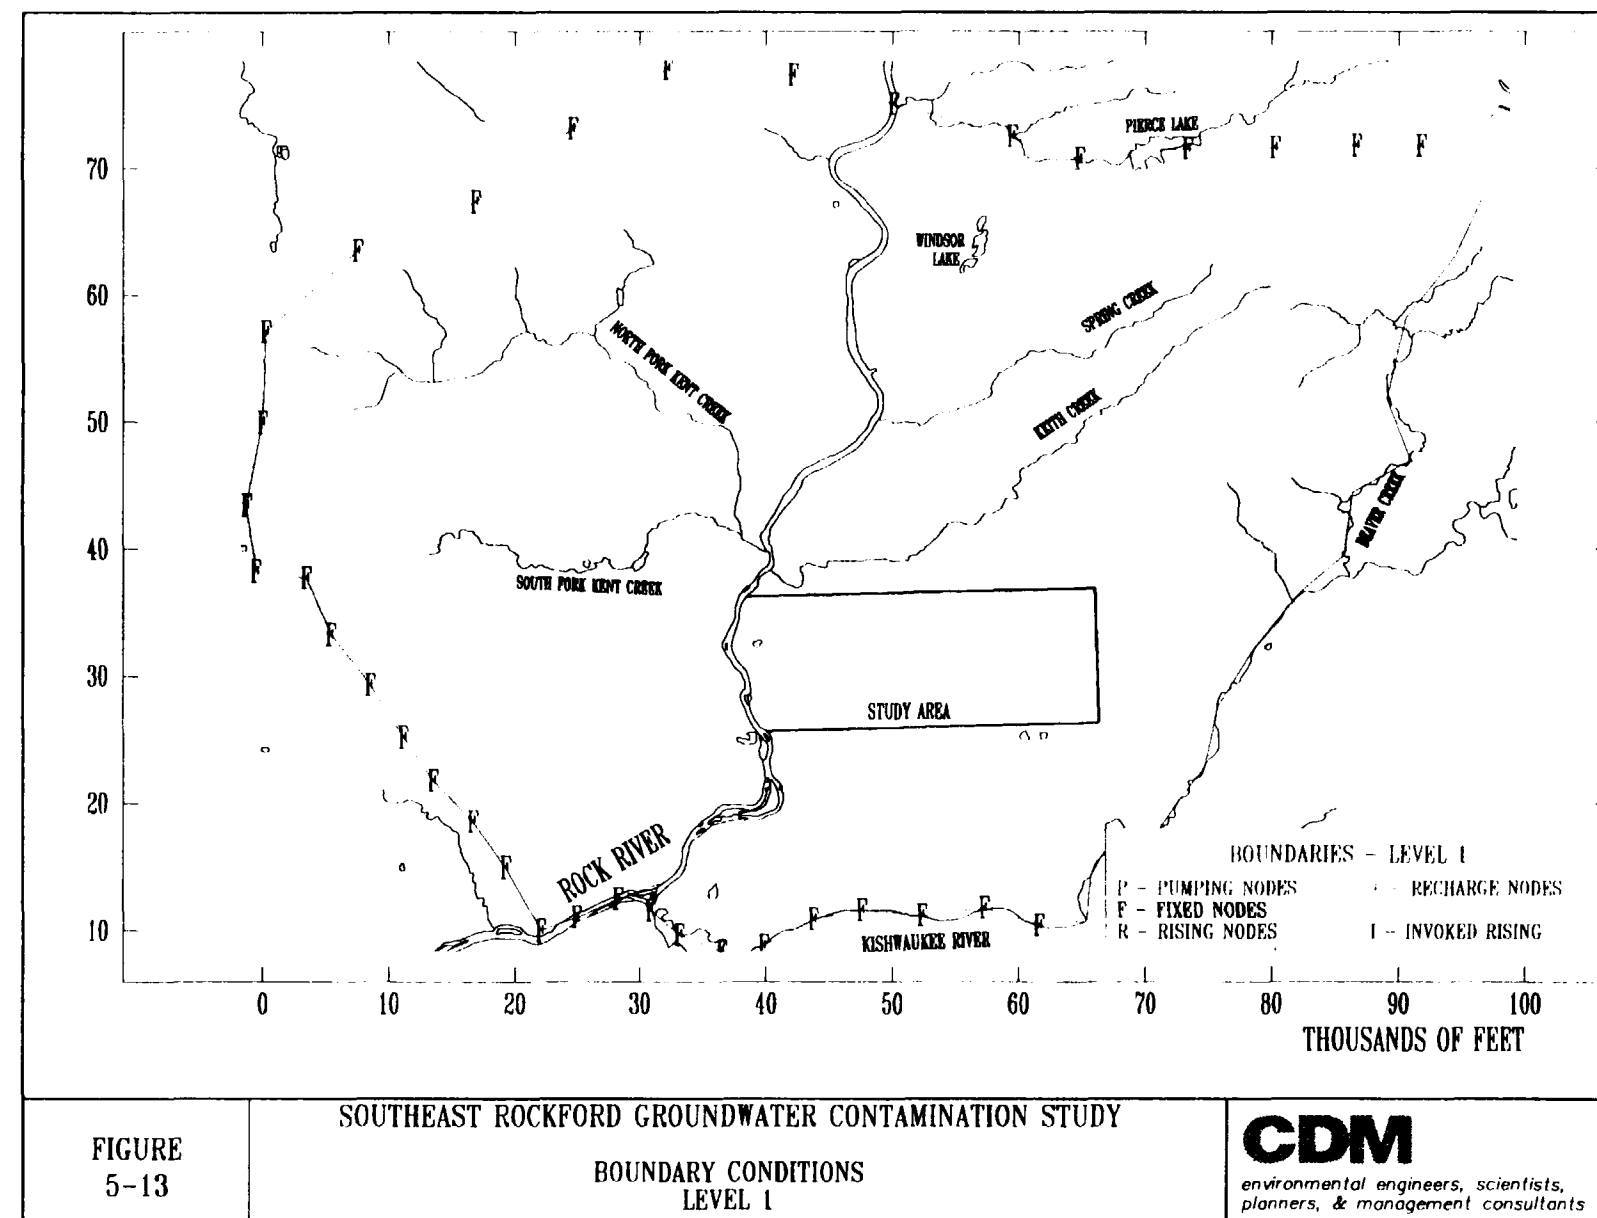 F F
F
F
F
F
PIERCE LAKE
F F F F F
70
F
F
WINDSOR
LAKE
60
SPRING CREEK
F
NORTH FORK KENT CREEK
50
F
KEITH CREEK
F
BEAVER CREEK
40
F
F
SOUTH FORK KENT CREEK
F
30
F
STUDY AREA
F
F
20
F
ROCK RIVER
F
BOUNDARIES - LEVEL 1
P - PUMPING NODES
- RECHARGE NODES
F - FIXED NODES
R - RISING NODES
I - INVOKED RISING
10
F F F F F F F F F F F F F
KISHWAUKEE RIVER
0 10 20 30 40 50 60 70 80 90 100
THOUSANDS OF FEET
FIGURE
5-13
SOUTHEAST ROCKFORD GROUNDWATER CONTAMINATION STUDY
BOUNDARY CONDITIONS
LEVEL 1
CDM
environmental engineers, scientists,
planners, & management consultants